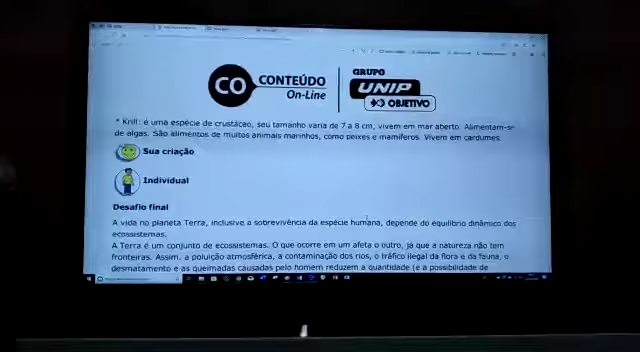 CO CONTEÚDO
On-Line
GRUPO
UNIP
OBJETIVO
* Krill: é uma espécie de crustáceo, seu tamanho varia de 7 a 8 cm, vivem em mar aberto. Alimentam-se
de algas. São alimentos de muitos animais marinhos, como peixes e mamíferos. Vivem em cardumes.
Sua criação
Individual
Desafio final
A vida no planeta Terra, inclusive a sobrevivência da espécie humana, depende do equilíbrio dinâmico dos
ecossistemas.
A Terra é um conjunto de ecossistemas. O que ocorre em um afeta o outro, já que a natureza não tem
fronteiras. Assim, a poluição atmosférica, a contaminação dos rios, o tráfico ilegal da flora e da fauna, o
desmatamento e as queimadas causadas pelo homem reduzem a quantidade (e a possibilidade de